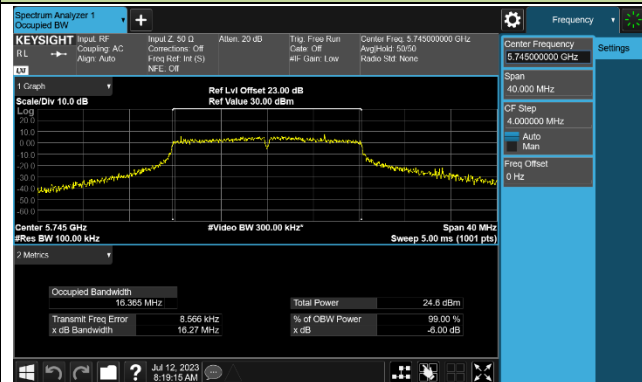 Spectrum Analyzer 1
Occupied BW
+
Frequency
KEYSIGHT
RL
LXI
Input: RF
Coupling: AC
Align: Auto
Input Z: 50 Ω
Corrections: Off
Freq Ref: Int (S)
NFE: Off
Atten: 20 dB
Trig: Free Run
Gate: Off
#IF Gain: Low
Center Freq: 5.745000000 GHz
Avg|Hold: 50/50
Radio Std: None
Center Frequency
5.745000000 GHz
Settings
Span
40.000 MHz
CF Step
4.000000 MHz
Auto
Man
Freq Offset
0 Hz
1 Graph
Scale/Div 10.0 dB
Ref Lvl Offset 23.00 dB
Ref Value 30.00 dBm
Log
20.0
10.0
0.00
-10.0
-20.0
-30.0
-40.0
-50.0
-60.0
Center 5.745 GHz
#Res BW 100.00 kHz
#Video BW 300.00 kHz*
Span 40 MHz
Sweep 5.00 ms (1001 pts)
2 Metrics
Occupied Bandwidth
16.365 MHz
Total Power 24.6 dBm
Transmit Freq Error 8.566 kHz
% of OBW Power 99.00 %
x dB Bandwidth 16.27 MHz
x dB -6.00 dB
?
Jul 12, 2023
8:19:15 AM